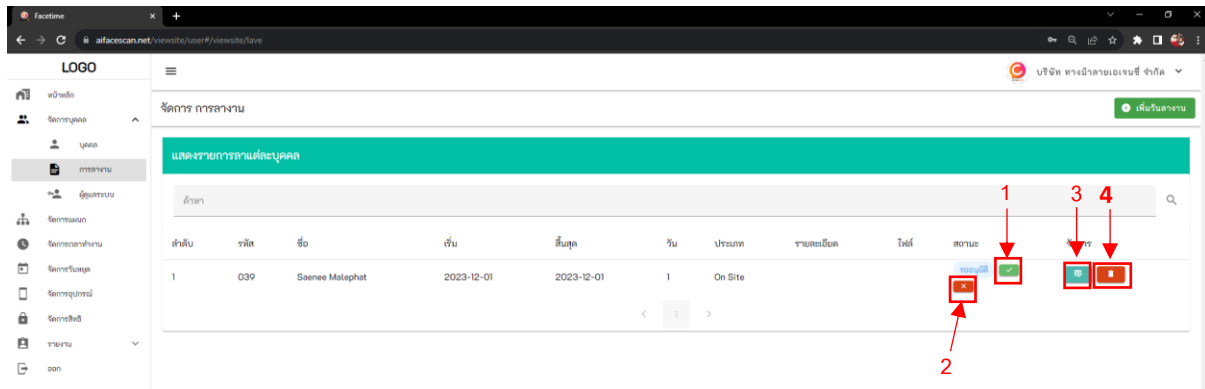 Facetime
aifacescan.net/viewsite/user#/viewsite/lave
LOGO
บริษัท ทางม้าลายเอเจนซี่ จำกัด
หน้าหลัก
จัดการบุคคล
บุคคล
การลางาน
ผู้ดูแลระบบ
จัดการแผนก
จัดการเวลาทำงาน
จัดการวันหยุด
จัดการอุปกรณ์
จัดการสิทธิ
รายงาน
ออก
จัดการ การลางาน
เพิ่มวันลางาน
แสดงรายการลาแต่ละบุคคล
ค้นหา
1 3 4
ลำดับ รหัส ชื่อ เริ่ม สิ้นสุด วัน ประเภท รายละเอียด ไฟล์ สถานะ จัดการ
1 039 Saenee Malephat 2023-12-01 2023-12-01 1 On Site รออนุมัติ
1
2